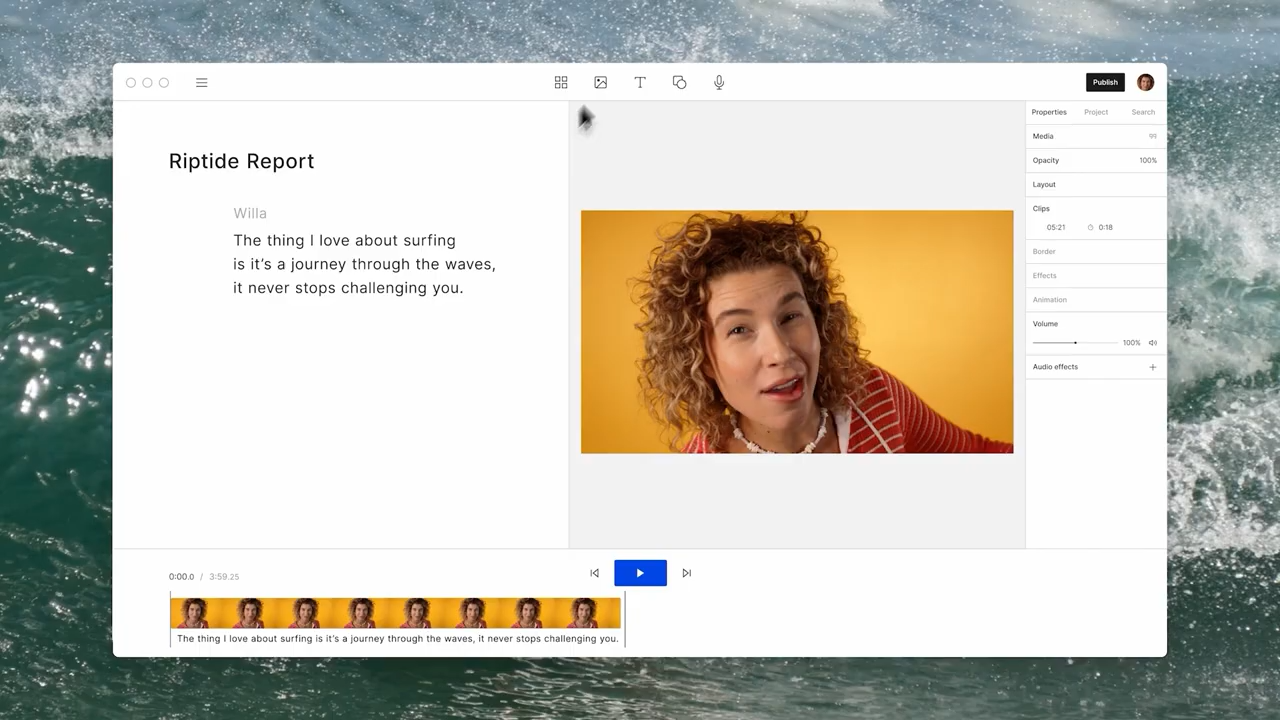 Publish
Properties Project Search
Riptide Report
Willa
The thing I love about surfing
is it's a journey through the waves,
it never stops challenging you.
Media 99
Opacity 100%
Layout
Clips
05:21 0:18
Border
Effects
Animation
Volume
100%
Audio effects
0:00.0 / 3:59.25
The thing I love about surfing is it's a journey through the waves, it never stops challenging you.